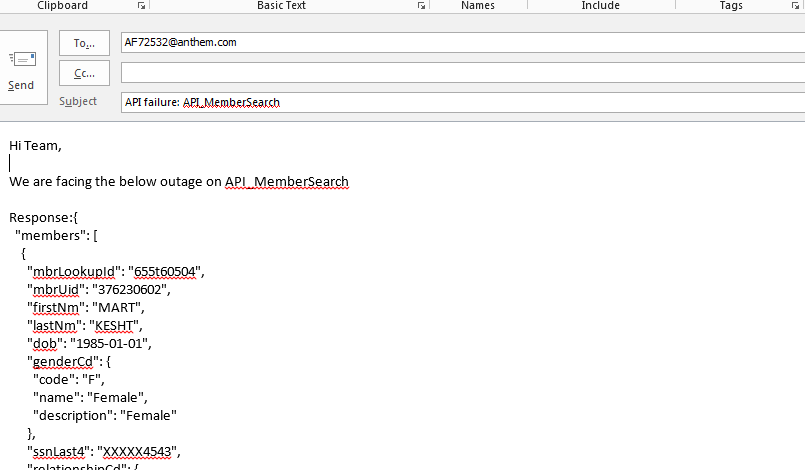 Clipboard Basic Text Names Include Tags
To... AF72532@anthem.com
Cc...
Send
Subject API failure: API_MemberSearch
Hi Team,
We are facing the below outage on API_MemberSearch
Response:{
"members": [
{
"mbrLookupId": "655t60504",
"mbrUid": "376230602",
"firstNm": "MART",
"lastNm": "KESHT",
"dob": "1985-01-01",
"genderCd": {
"code": "F",
"name": "Female",
"description": "Female"
},
"ssnLast4": "XXXXX4543",
"relationshipCd": {